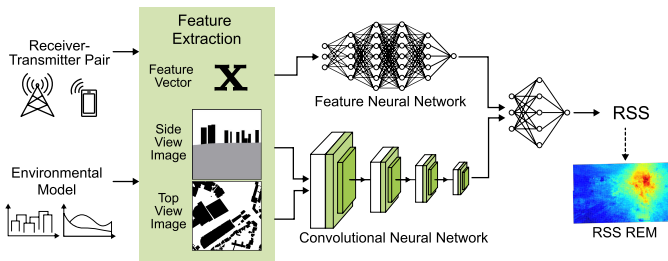 Receiver-
Transmitter Pair
Environmental
Model
Feature
Extraction
Feature
Vector
X
Side
View
Image
Top
View
Image
Feature Neural Network
Convolutional Neural Network
RSS
RSS REM